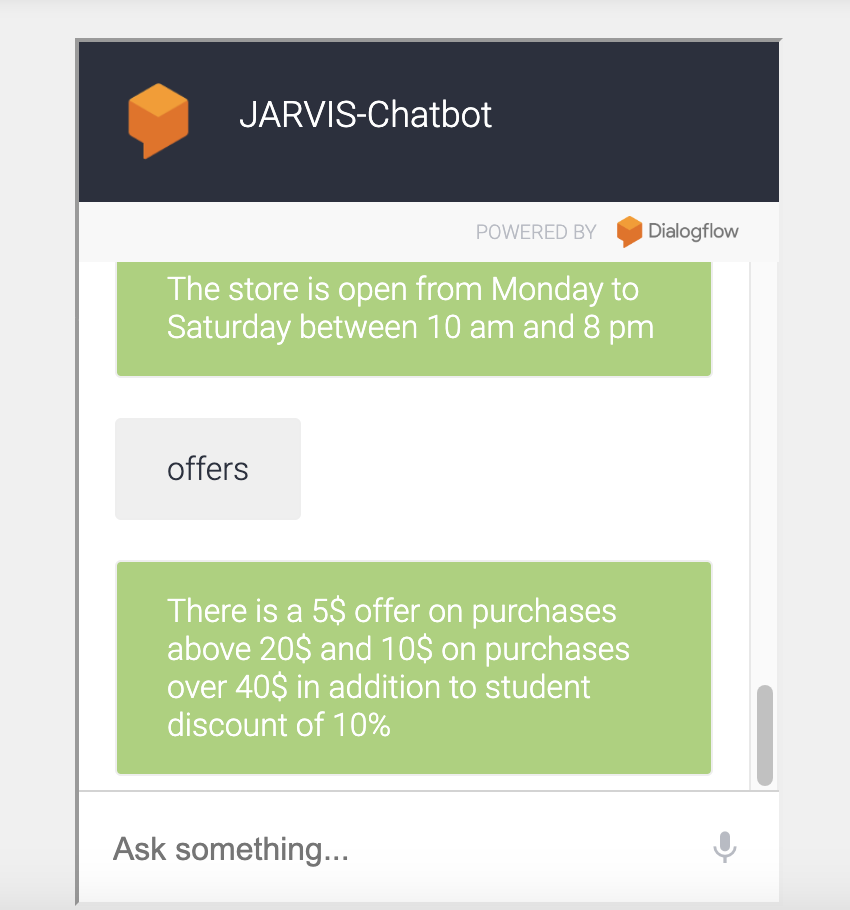 JARVIS-Chatbot
POWERED BY Dialogflow
The store is open from Monday to
Saturday between 10 am and 8 pm
offers
There is a 5$ offer on purchases
above 20$ and 10$ on purchases
over 40$ in addition to student
discount of 10%
Ask something...